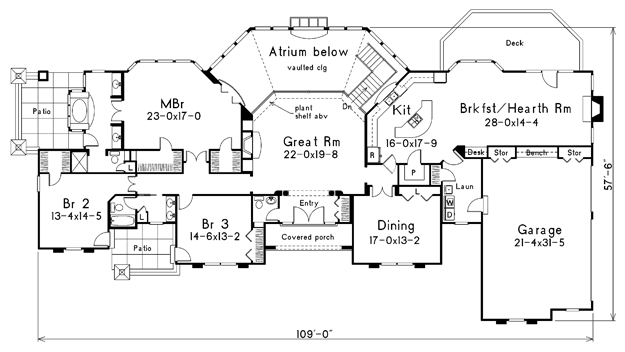 Deck
Atrium below
vaulted clg
Patio
MBr
23-0x17-0
plant
shelf abv
Dn
Kit
16-0x17-9
Brkfst/Hearth Rm
28-0x14-4
Great Rm
22-0x19-8
R
P
Desk
Stor
Bench
Stor
L
L
L
Laun
W
D
Br 2
13-4x14-5
Br 3
14-6x13-2
Entry
Covered porch
Dining
17-0x13-2
Garage
21-4x31-5
Patio
57'-6"
109'-0"